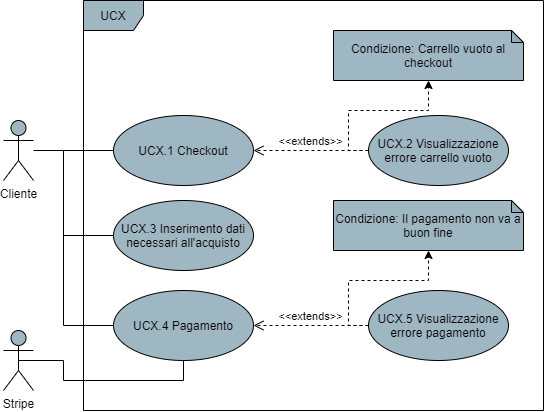 UCX
Condizione: Carrello vuoto al
checkout
UCX.1 Checkout
<<extends>>
UCX.2 Visualizzazione
errore carrello vuoto
Cliente
UCX.3 Inserimento dati
necessari all'acquisto
Condizione: Il pagamento non va a
buon fine
UCX.4 Pagamento
<<extends>>
UCX.5 Visualizzazione
errore pagamento
Stripe